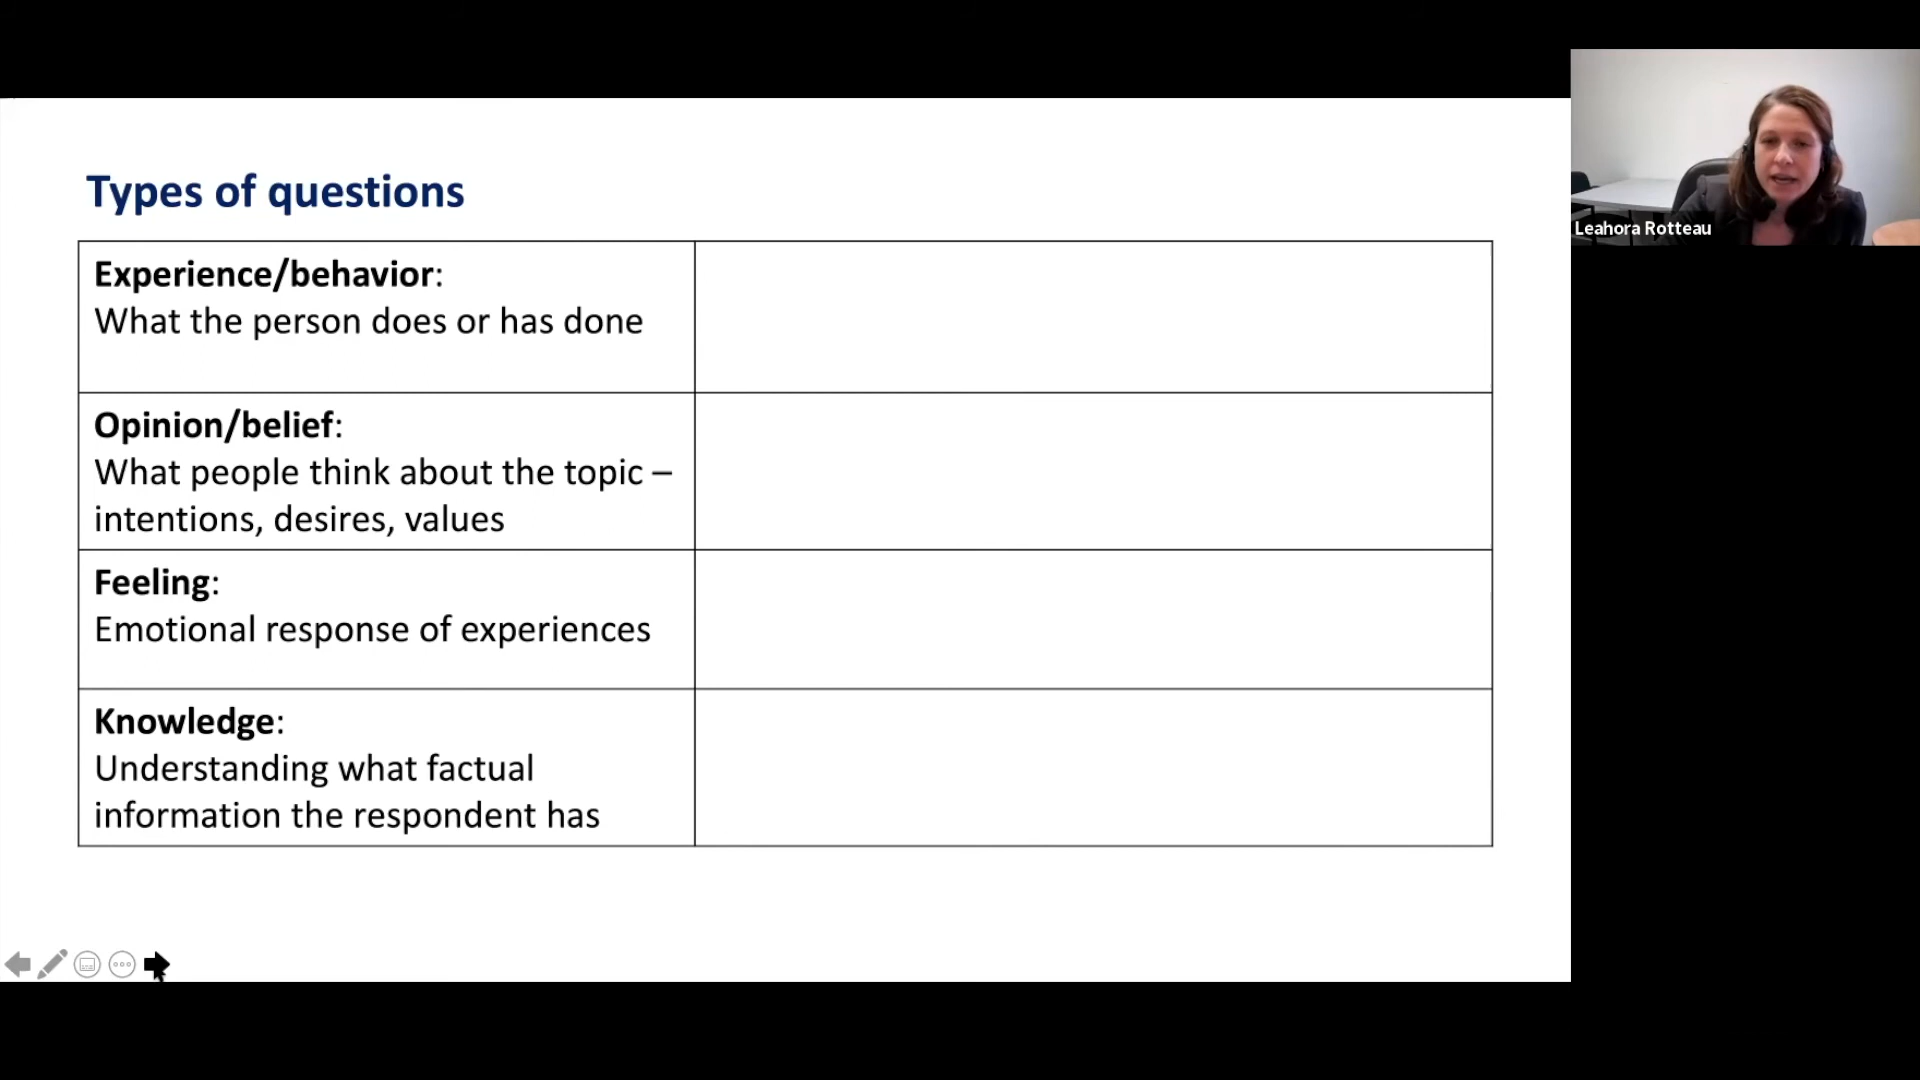 Types of questions
Experience/behavior:
What the person does or has done
Opinion/belief:
What people think about the topic –
intentions, desires, values
Feeling:
Emotional response of experiences
Knowledge:
Understanding what factual
information the respondent has
Leahora Rotteau